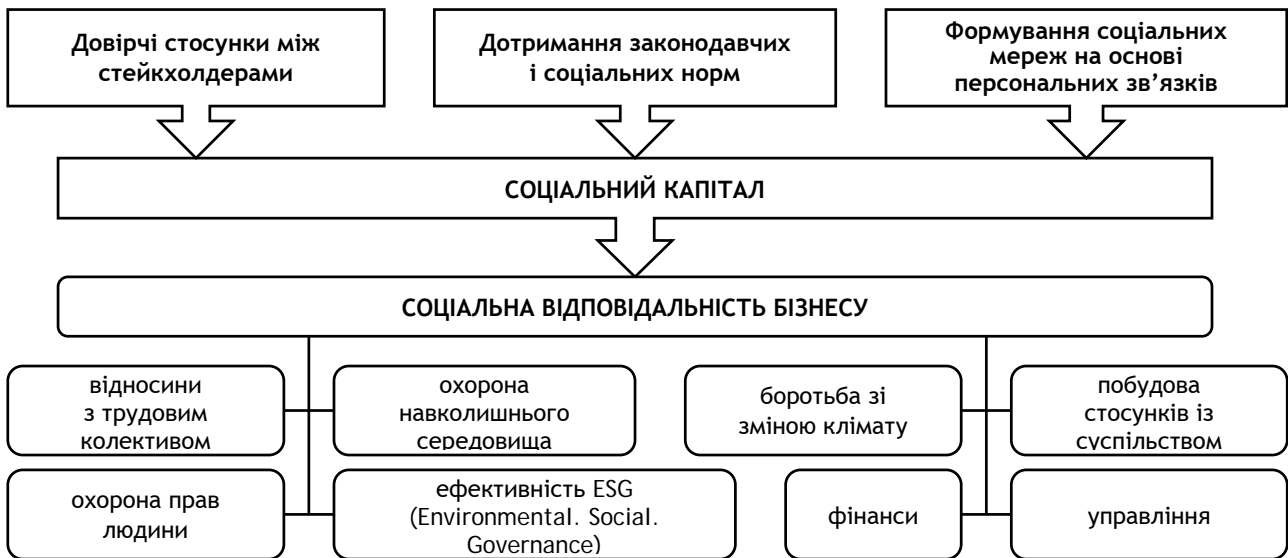 Довірчі стосунки між
стейкхолдерами
Дотримання законодавчих
і соціальних норм
Формування соціальних
мереж на основі
персональних зв’язків
СОЦІАЛЬНИЙ КАПІТАЛ
СОЦІАЛЬНА ВІДПОВІДАЛЬНІСТЬ БІЗНЕСУ
відносини
з трудовим
колективом
охорона
навколишнього
середовища
боротьба зі
зміною клімату
побудова
стосунків із
суспільством
охорона прав
людини
ефективність ESG
(Environmental. Social.
Governance)
фінанси
управління